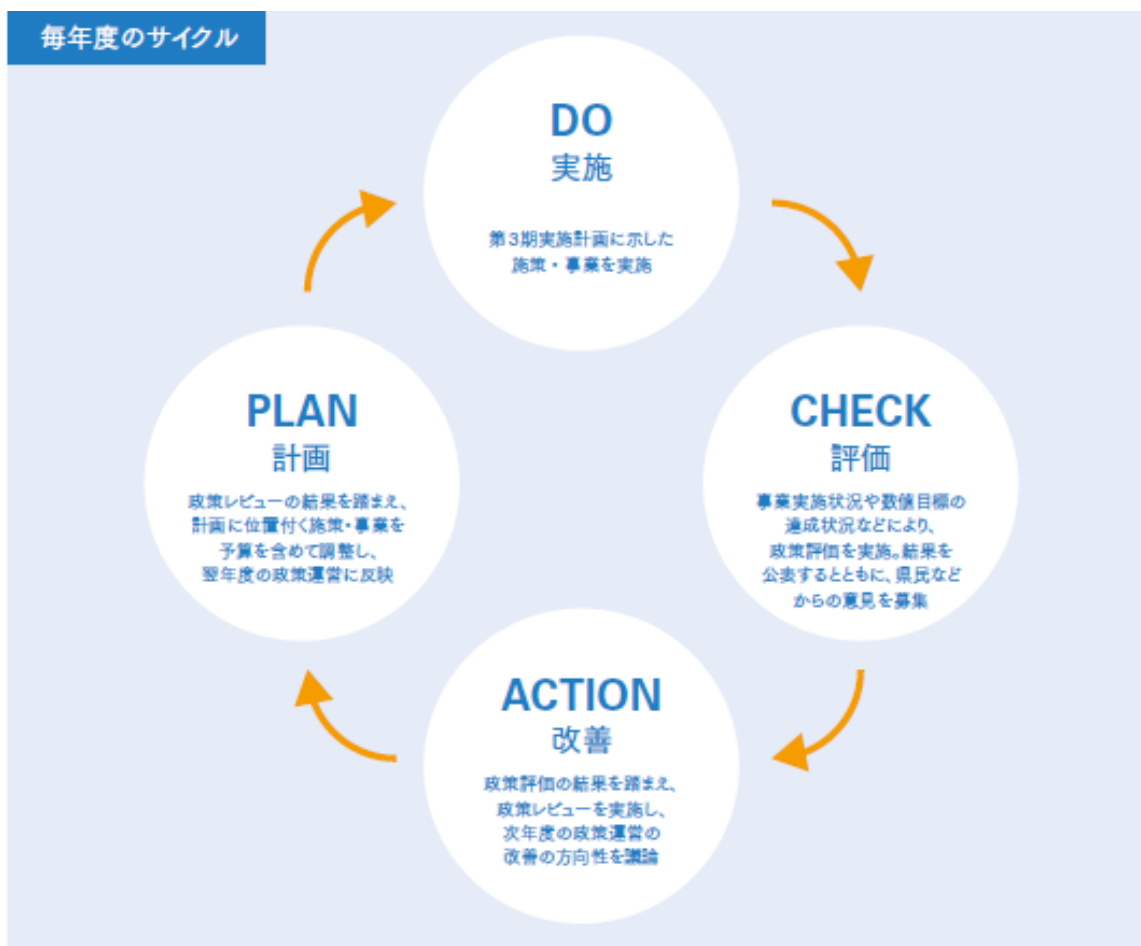 毎年度のサイクル
DO
実施
第3期実施計画に示した
施策・事業を実施
CHECK
評価
事業実施状況や数値目標の
達成状況などにより、
政策評価を実施。結果を
公表するとともに、県民など
からの意見を募集
ACTION
改善
政策評価の結果を踏まえ、
政策レビューを実施し、
次年度の政策運営の
改善の方向性を議論
PLAN
計画
政策レビューの結果を踏まえ、
計画に位置付く施策・事業を
予算を含めて調整し、
翌年度の政策運営に反映